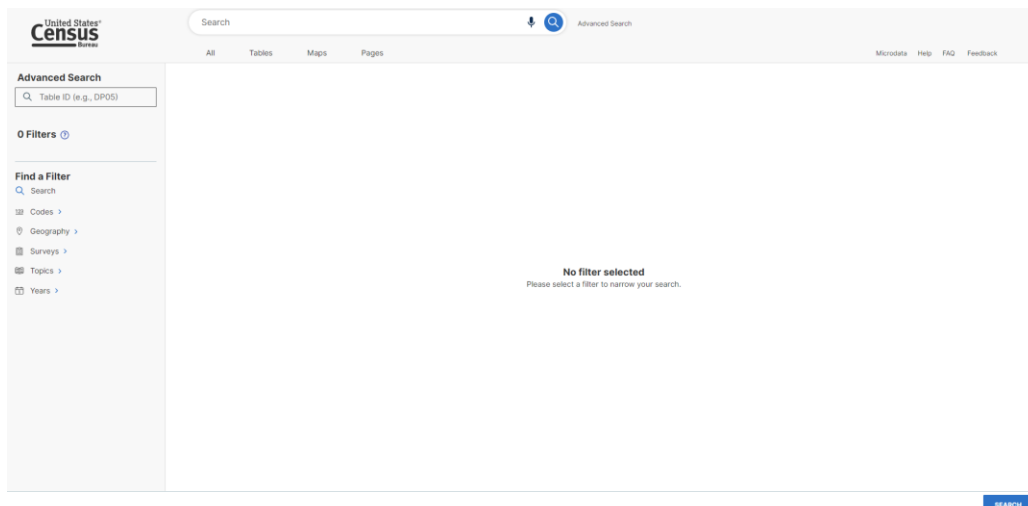 United States®
Census
Bureau
Search
Advanced Search
All Tables Maps Pages
Microdata Help FAQ Feedback
Advanced Search
Table ID (e.g., DP05)
0 Filters
Find a Filter
Search
Codes
Geography
Surveys
Topics
Years
No filter selected
Please select a filter to narrow your search.
SEARCH